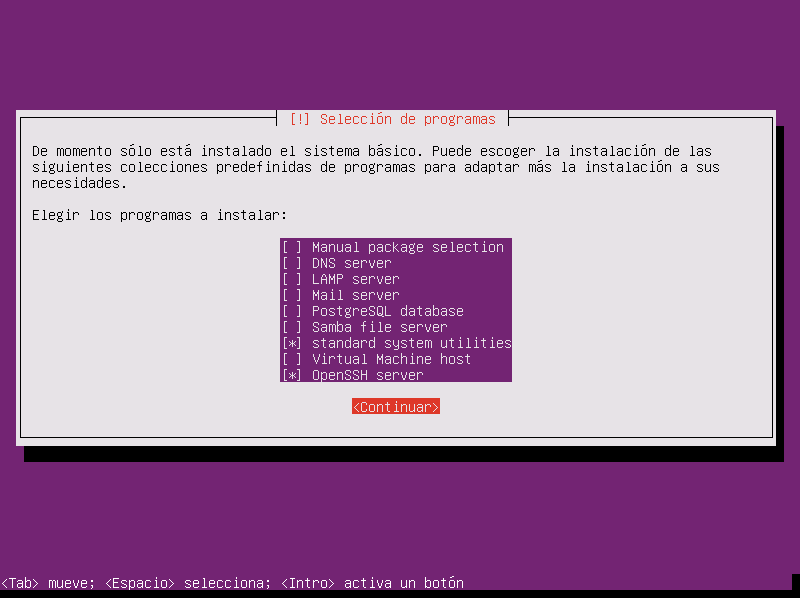 [!] Selección de programas
De momento sólo está instalado el sistema básico. Puede escoger la instalación de las
siguientes colecciones predefinidas de programas para adaptar más la instalación a sus
necesidades.
Elegir los programas a instalar:
[ ] Manual package selection
[ ] DNS server
[ ] LAMP server
[ ] Mail server
[ ] PostgreSQL database
[ ] Samba file server
[*] standard system utilities
[ ] Virtual Machine host
[*] OpenSSH server
<Continuar>
<Tab> mueve; <Espacio> selecciona; <Intro> activa un botón